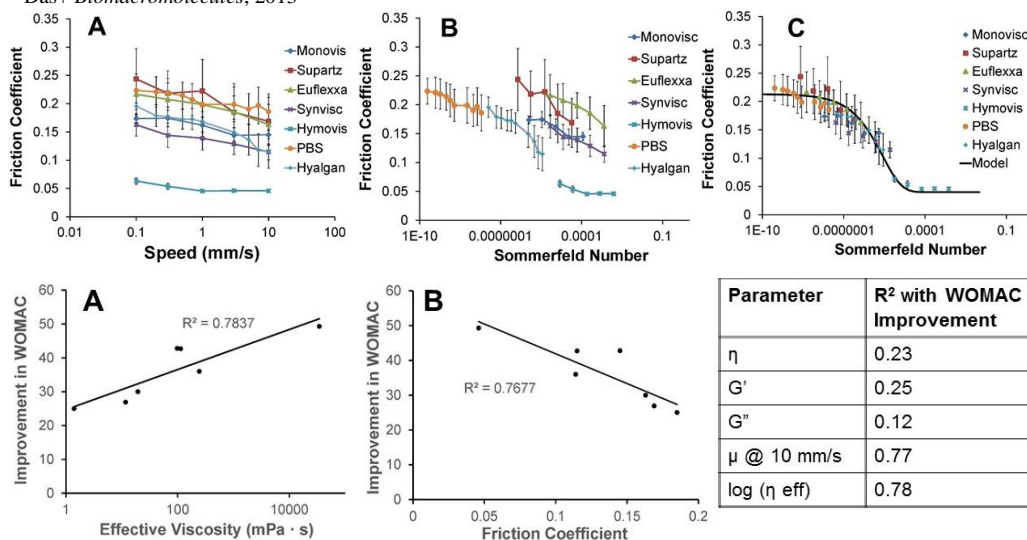 Das+ Biomacromolecules, 2013
A
Friction Coefficient
0.35
0.3
0.25
0.2
0.15
0.1
0.05
0
0.01 0.1 1 10 100
Speed (mm/s)
Monovis
Supartz
Euflexxa
Synvisc
Hymovis
PBS
Hyalgan
B
Friction Coefficient
0.35
0.3
0.25
0.2
0.15
0.1
0.05
0
1E-10 0.0000001 0.0001 0.1
Sommerfeld Number
Monovisc
Supartz
Euflexxa
Synvisc
Hymovis
PBS
Hyalgan
C
Friction Coefficient
0.35
0.3
0.25
0.2
0.15
0.1
0.05
0
1E-10 0.0000001 0.0001 0.1
Sommerfeld Number
Monovisc
Supartz
Euflexxa
Synvisc
Hymovis
PBS
Hyalgan
Model
A
Improvement in WOMAC
60
50
40
30
20
10
0
1 100 10000
Effective Viscosity (mPa · s)
R² = 0.7837
B
Improvement in WOMAC
60
50
40
30
20
10
0
0 0.05 0.1 0.15 0.2
Friction Coefficient
R² = 0.7677
Parameter R² with WOMAC
Improvement
η 0.23
G' 0.25
G" 0.12
μ @ 10 mm/s 0.77
log (η eff) 0.78